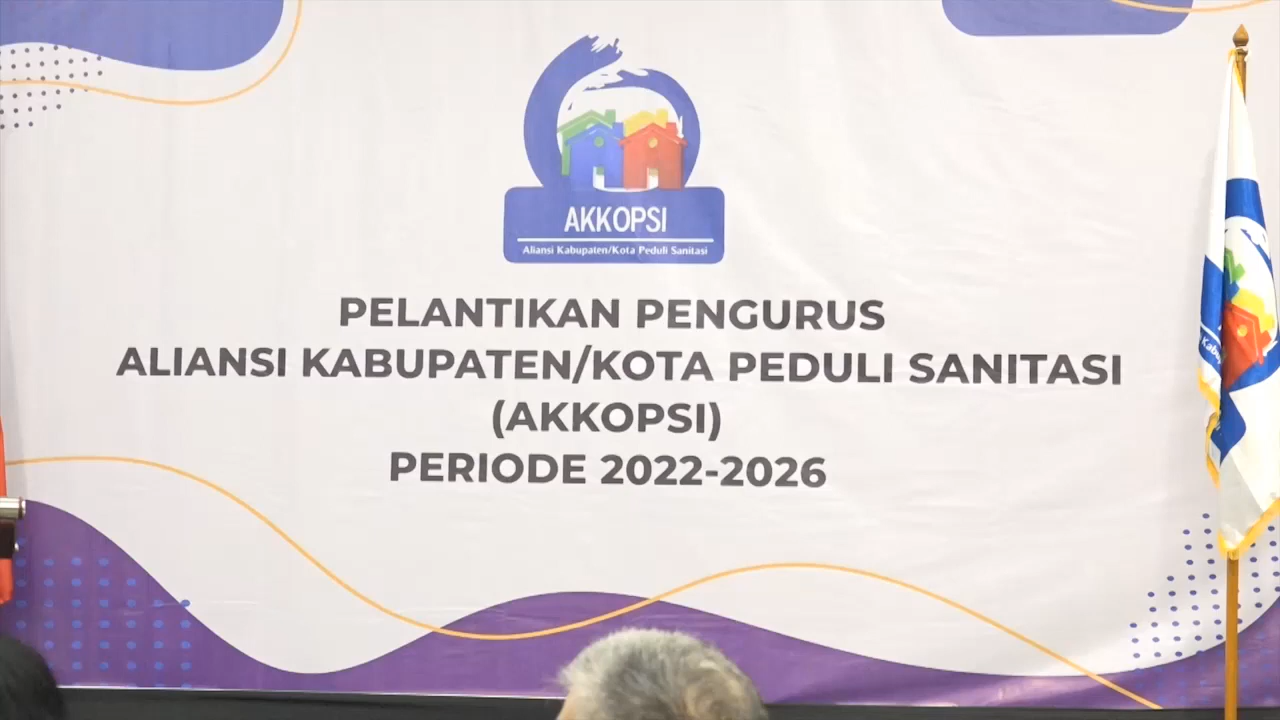 AKKOPSI
Aliansi Kabupaten/Kota Peduli Sanitasi
PELANTIKAN PENGURUS
ALIANSI KABUPATEN/KOTA PEDULI SANITASI
(AKKOPSI)
PERIODE 2022-2026